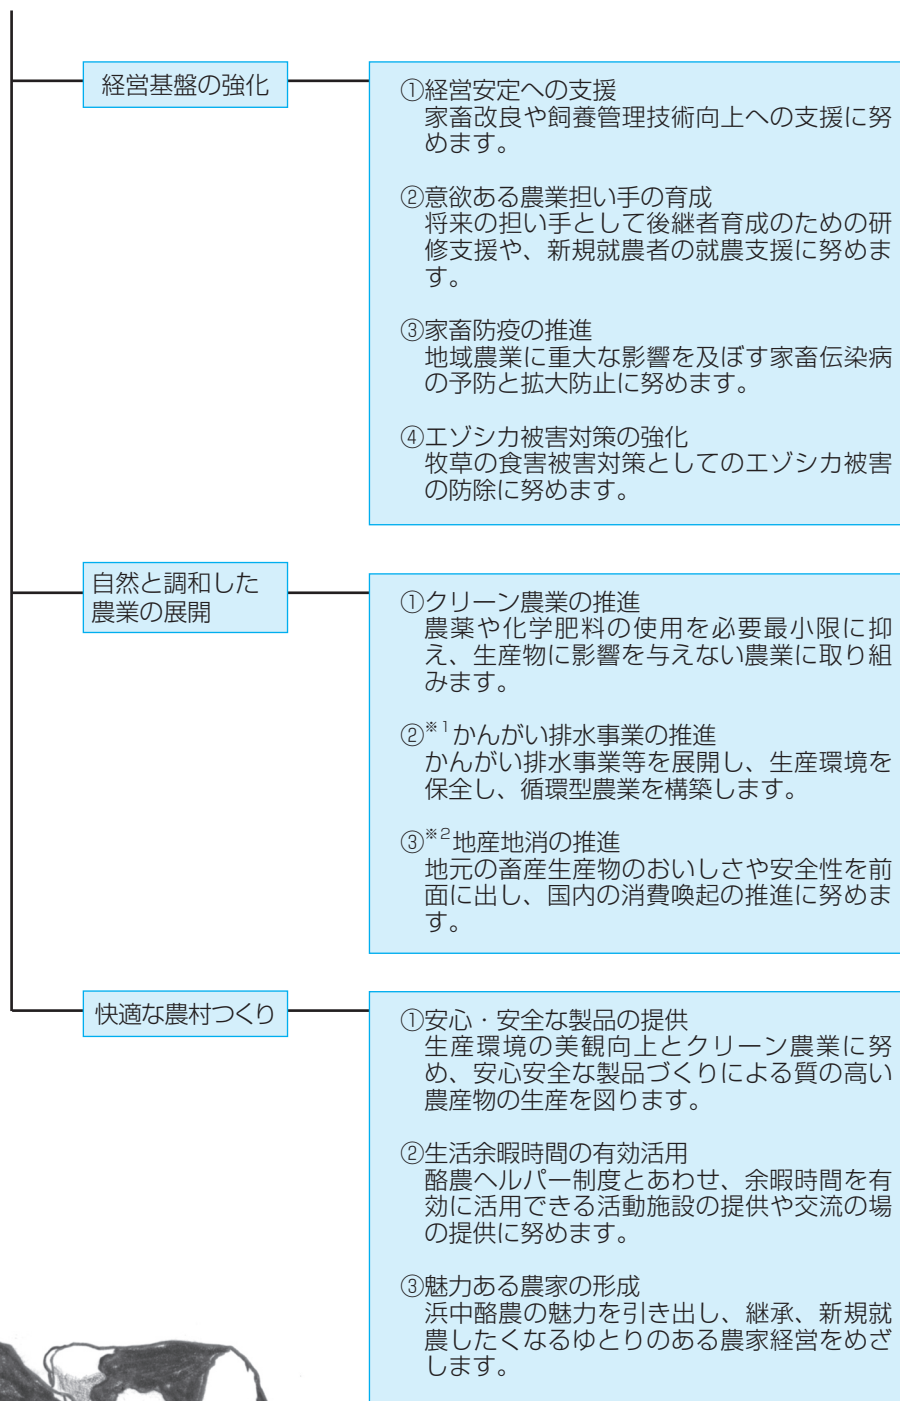 経営基盤の強化
①経営安定への支援
家畜改良や飼養管理技術向上への支援に努
めます。
②意欲ある農業担い手の育成
将来の担い手として後継者育成のための研
修支援や、新規就農者の就農支援に努めま
す。
③家畜防疫の推進
地域農業に重大な影響を及ぼす家畜伝染病
の予防と拡大防止に努めます。
④エゾシカ被害対策の強化
牧草の食害被害対策としてのエゾシカ被害
の防除に努めます。
自然と調和した
農業の展開
①クリーン農業の推進
農薬や化学肥料の使用を必要最小限に抑
え、生産物に影響を与えない農業に取り組
みます。
②※1かんがい排水事業の推進
かんがい排水事業等を展開し、生産環境を
保全し、循環型農業を構築します。
③※2地産地消の推進
地元の畜産生産物のおいしさや安全性を前
面に出し、国内の消費喚起の推進に努めま
す。
快適な農村つくり
①安心・安全な製品の提供
生産環境の美観向上とクリーン農業に努
め、安心安全な製品づくりによる質の高い
農産物の生産を図ります。
②生活余暇時間の有効活用
酪農ヘルパー制度とあわせ、余暇時間を有
効に活用できる活動施設の提供や交流の場
の提供に努めます。
③魅力ある農家の形成
浜中酪農の魅力を引き出し、継承、新規就
農したくなるゆとりのある農家経営をめざ
します。